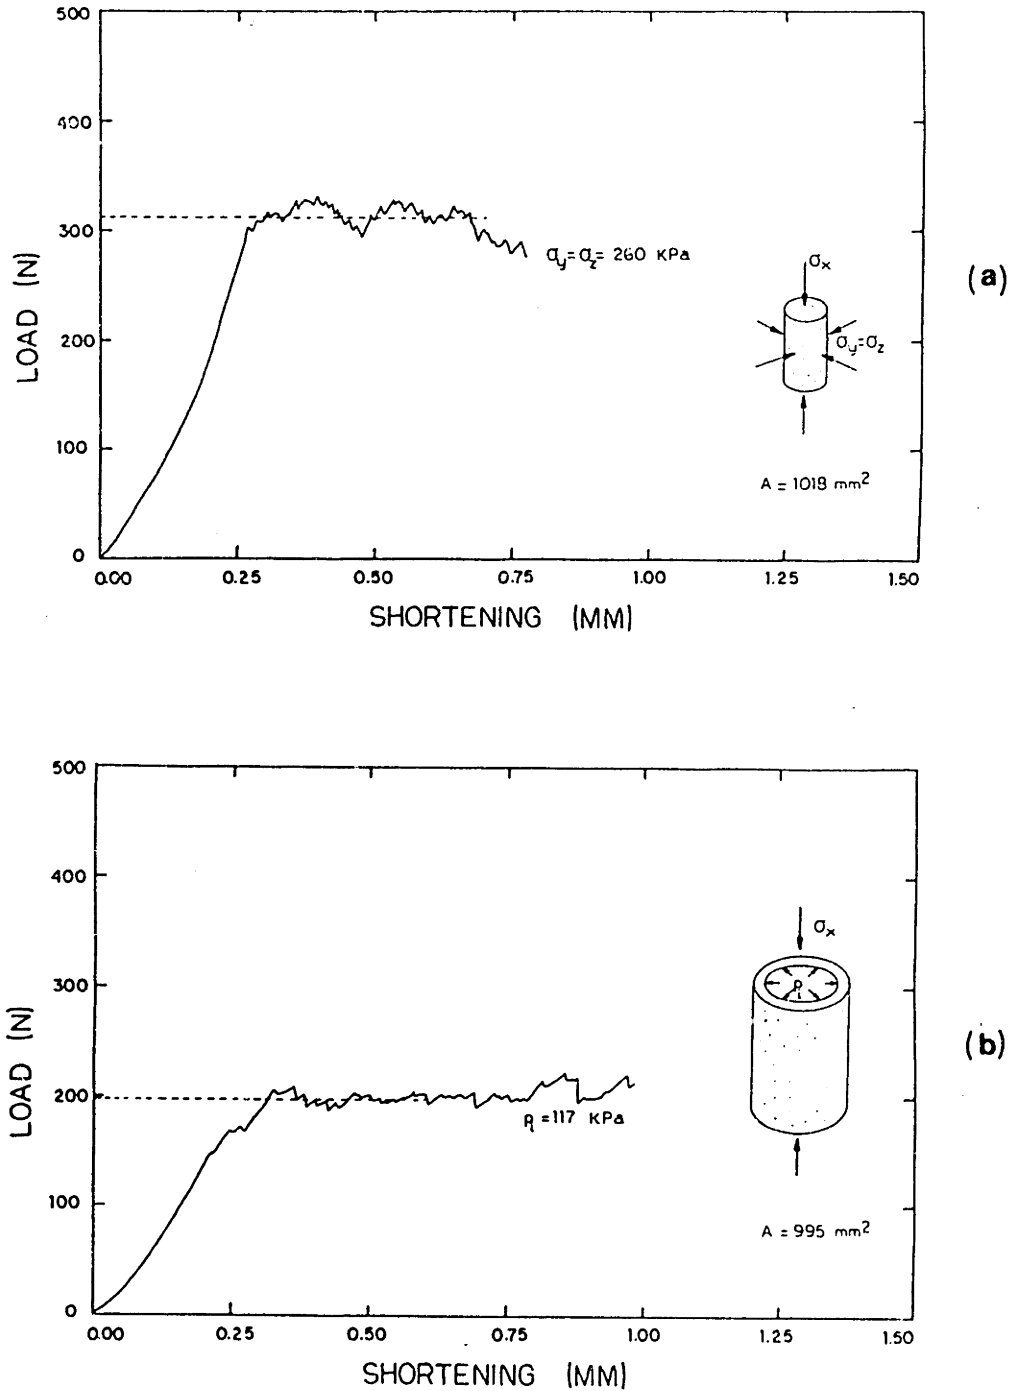 500
400
300
200
100
0
LOAD (N)
σy=σz= 260 KPa
σx
σy=σz
A = 1018 mm²
(a)
0.00 0.25 0.50 0.75 1.00 1.25 1.50
SHORTENING (MM)
500
400
300
200
100
0
LOAD (N)
Pi =117 KPa
σx
Pi
A = 995 mm²
(b)
0.00 0.25 0.50 0.75 1.00 1.25 1.50
SHORTENING (MM)